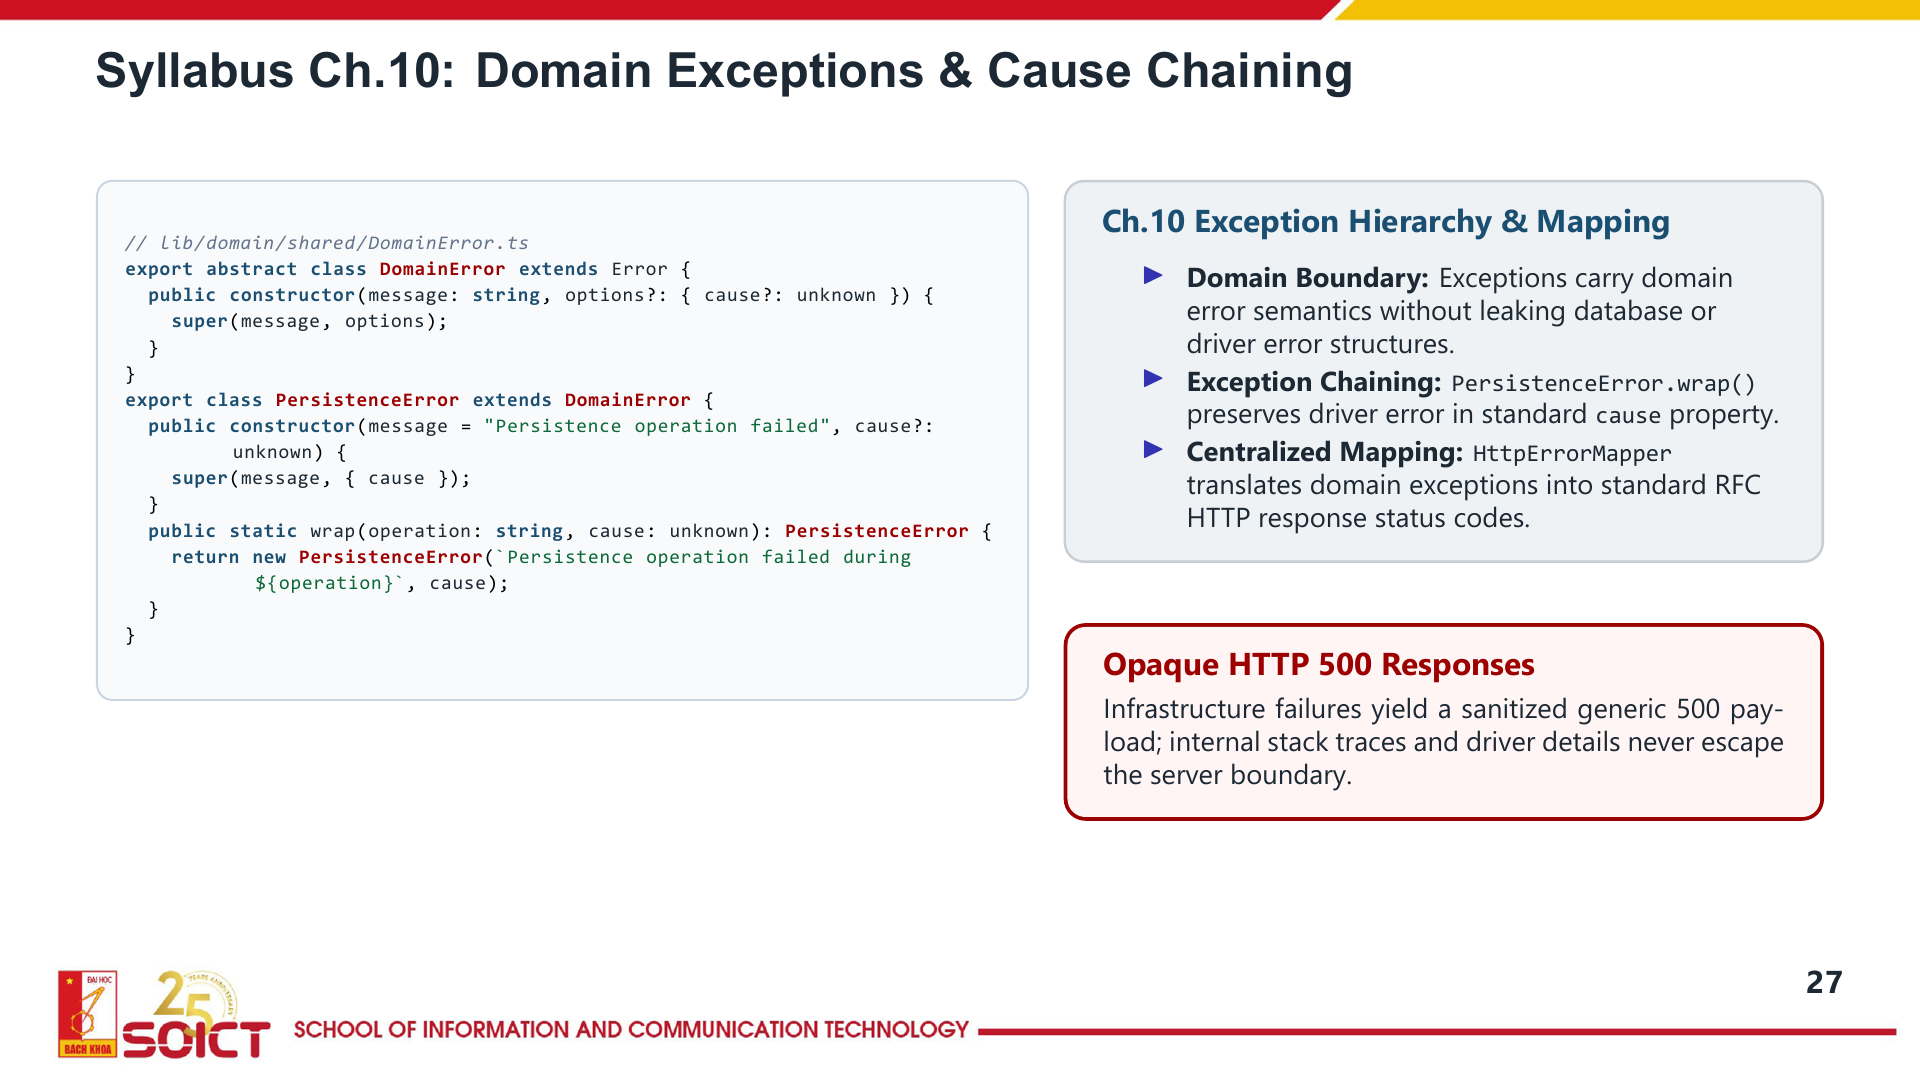 Syllabus Ch.10: Domain Exceptions & Cause Chaining
// lib/domain/shared/DomainError.ts
export abstract class DomainError extends Error {
  public constructor(message: string, options?: { cause?: unknown }) {
    super(message, options);
  }
}
export class PersistenceError extends DomainError {
  public constructor(message = "Persistence operation failed", cause?:
unknown) {
    super(message, { cause });
  }
  public static wrap(operation: string, cause: unknown): PersistenceError {
    return new PersistenceError(`Persistence operation failed during
${operation}`, cause);
  }
}
Ch.10 Exception Hierarchy & Mapping
▶ Domain Boundary: Exceptions carry domain
error semantics without leaking database or
driver error structures.
▶ Exception Chaining: PersistenceError.wrap()
preserves driver error in standard cause property.
▶ Centralized Mapping: HttpErrorMapper
translates domain exceptions into standard RFC
HTTP response status codes.
Opaque HTTP 500 Responses
Infrastructure failures yield a sanitized generic 500 pay-
load; internal stack traces and driver details never escape
the server boundary.
27
ĐẠI HỌC
BÁCH KHOA
25
YEARS ANNIVERSARY
SOICT
SCHOOL OF INFORMATION AND COMMUNICATION TECHNOLOGY